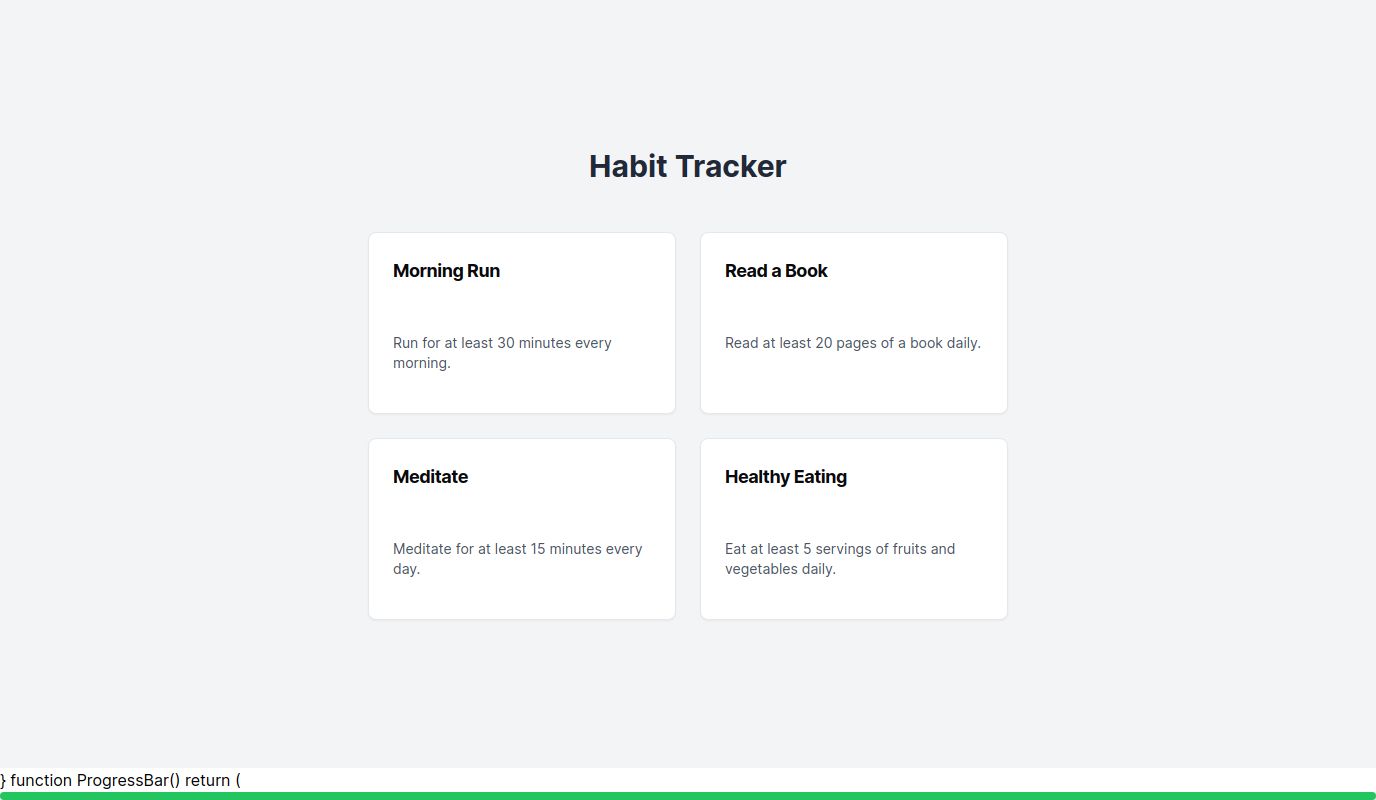 Habit Tracker
Morning Run
Run for at least 30 minutes every
morning.
Read a Book
Read at least 20 pages of a book daily.
Meditate
Meditate for at least 15 minutes every
day.
Healthy Eating
Eat at least 5 servings of fruits and
vegetables daily.
} function ProgressBar() return (